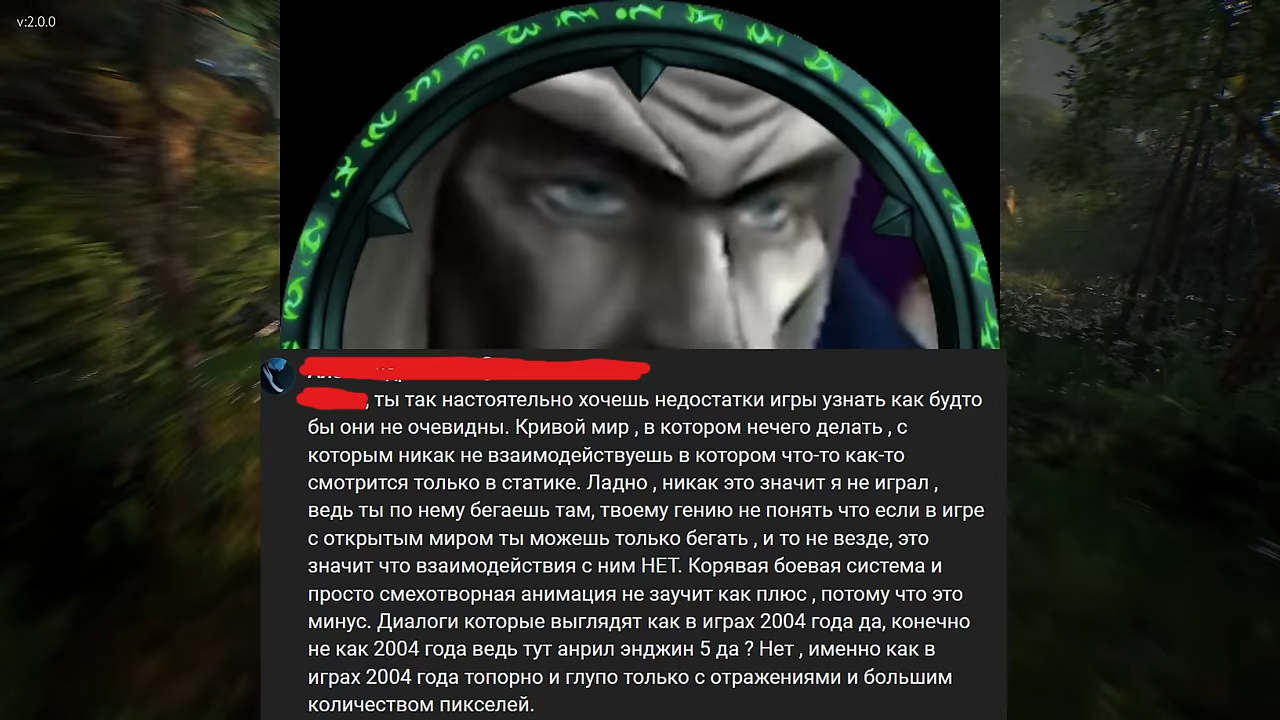 v:2.0.0
, ты так настоятельно хочешь недостатки игры узнать как будто
бы они не очевидны. Кривой мир , в котором нечего делать , с
которым никак не взаимодействуешь в котором что-то как-то
смотрится только в статике. Ладно , никак это значит я не играл ,
ведь ты по нему бегаешь там, твоему гению не понять что если в игре
с открытым миром ты можешь только бегать , и то не везде, это
значит что взаимодействия с ним НЕТ. Корявая боевая система и
просто смехотворная анимация не заучит как плюс , потому что это
минус. Диалоги которые выглядят как в играх 2004 года да, конечно
не как 2004 года ведь тут анрил энджин 5 да ? Нет , именно как в
играх 2004 года топорно и глупо только с отражениями и большим
количеством пикселей.